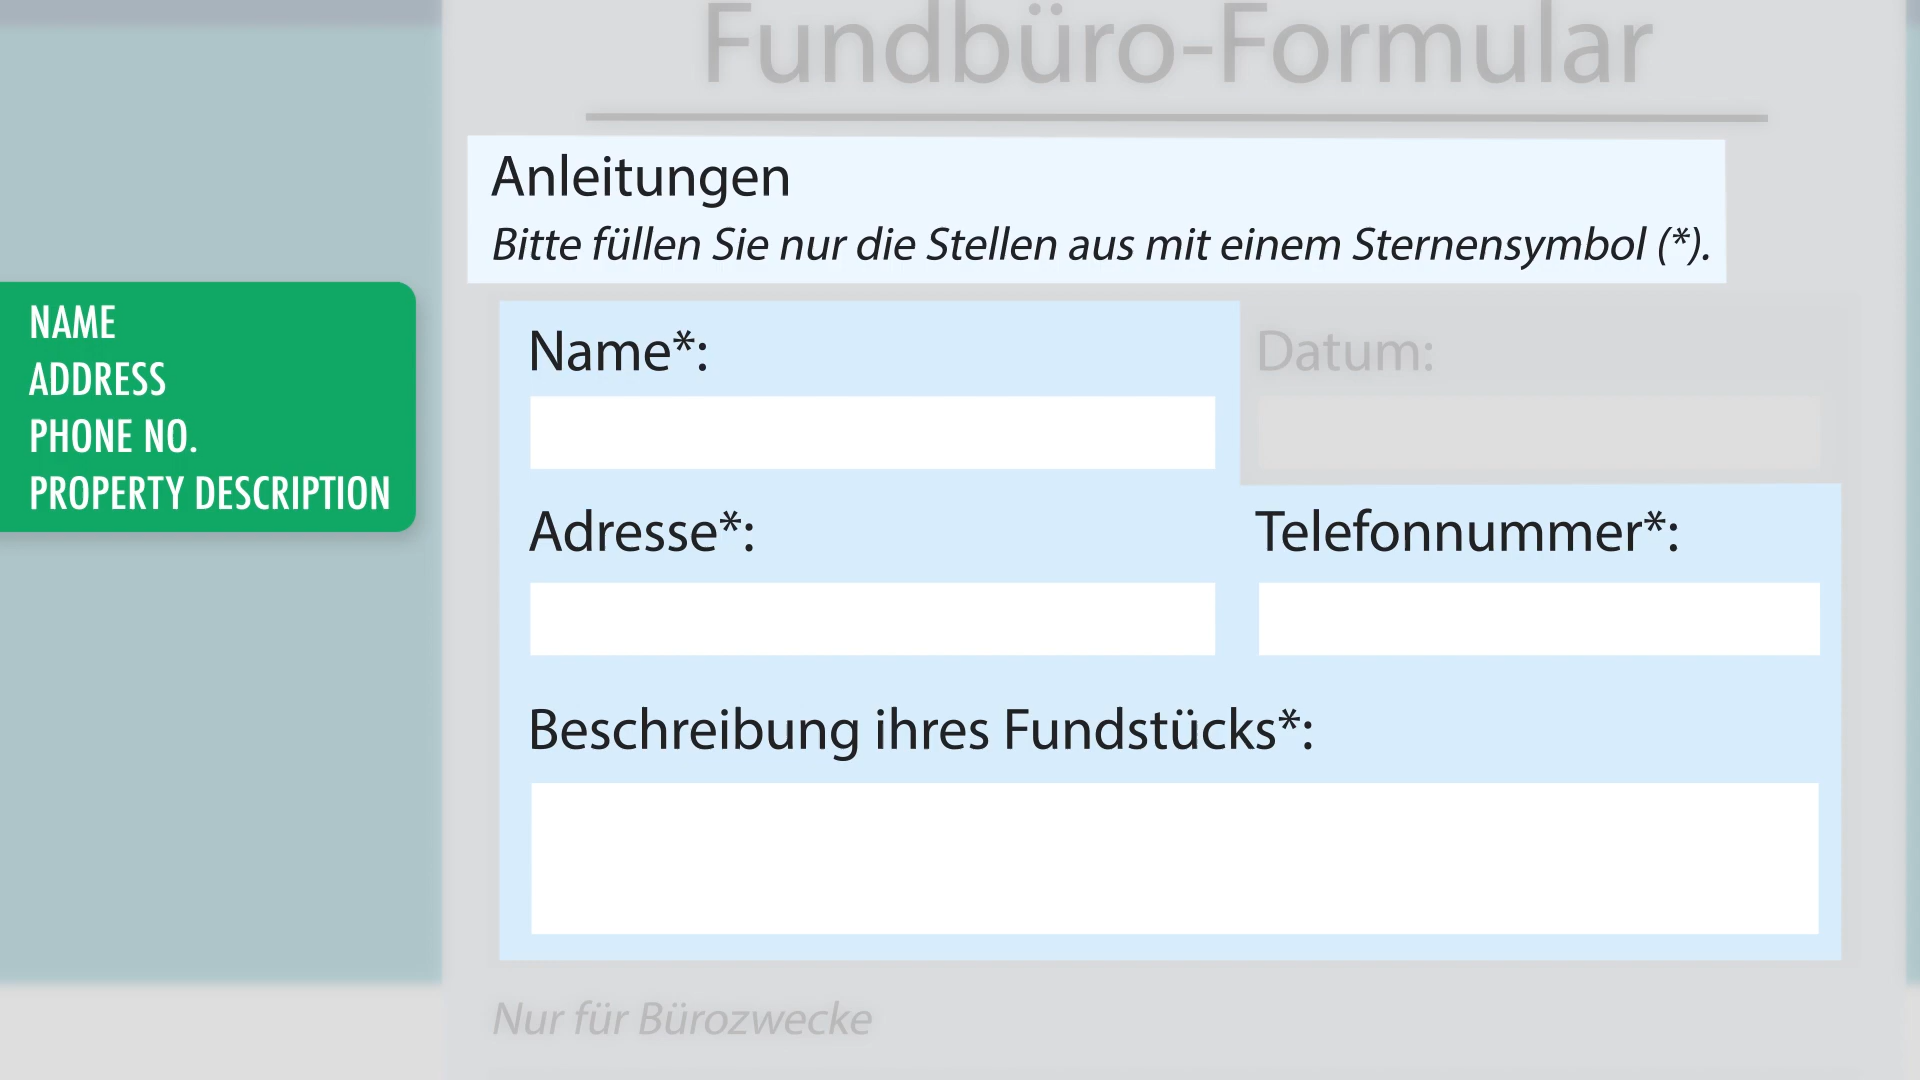 Fundbüro-Formular
Anleitungen
Bitte füllen Sie nur die Stellen aus mit einem Sternensymbol (*).
NAME
ADDRESS
PHONE NO.
PROPERTY DESCRIPTION
Name*:
Datum:
Adresse*:
Telefonnummer*:
Beschreibung ihres Fundstücks*:
Nur für Bürozwecke